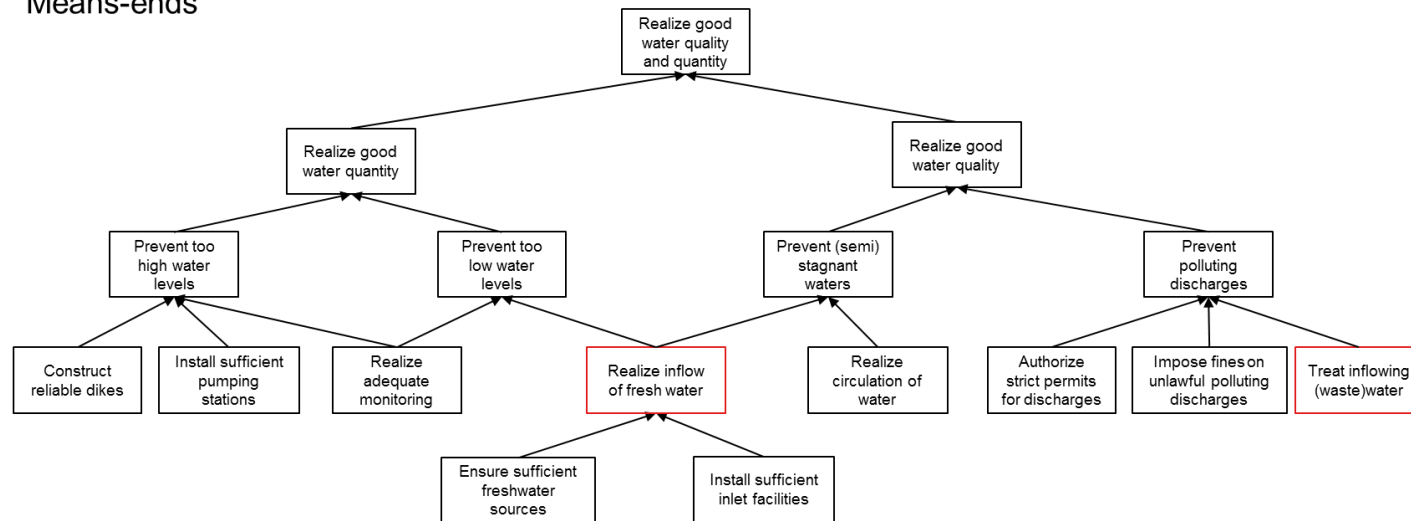 Means-ends
Realize good
water quality
and quantity
Realize good
water quantity
Realize good
water quality
Prevent too
high water
levels
Prevent too
low water
levels
Prevent (semi)
stagnant
waters
Prevent
polluting
discharges
Construct
reliable dikes
Install sufficient
pumping
stations
Realize
adequate
monitoring
Realize inflow
of fresh water
Realize
circulation of
water
Authorize
strict permits
for discharges
Impose fines on
unlawful polluting
discharges
Treat inflowing
(waste)water
Ensure sufficient
freshwater
sources
Install sufficient
inlet facilities